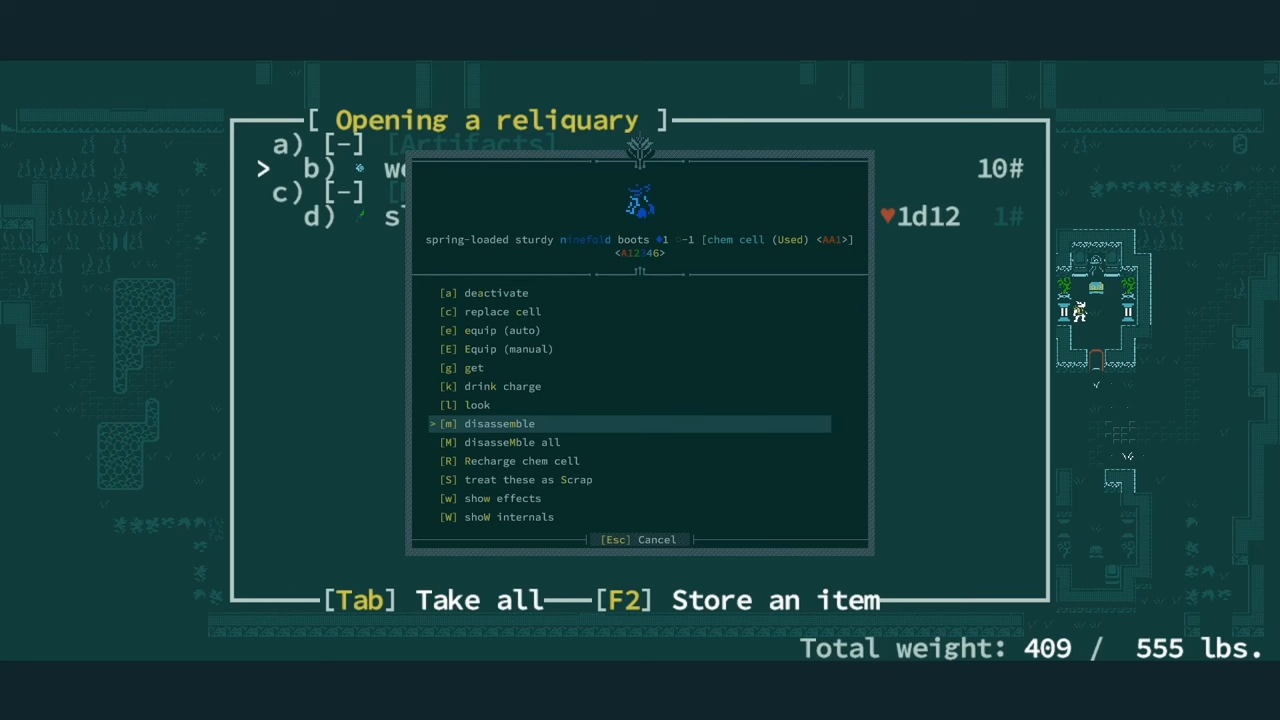 [ Opening a reliquary ]
a) [-] [Artifacts]
> b) we 10#
c) [-] [
d) sl ♥1d12 1#
spring-loaded sturdy ninefold boots ♦1 ○-1 [chem cell (Used) <AA1>]
<A12346>
[a] deactivate
[c] replace cell
[e] equip (auto)
[E] Equip (manual)
[g] get
[k] drink charge
[l] look
> [m] disassemble
[M] disasseMble all
[R] Recharge chem cell
[S] treat these as Scrap
[w] show effects
[W] shoW internals
[Esc] Cancel
[Tab] Take all [F2] Store an item
Total weight: 409 / 555 lbs.